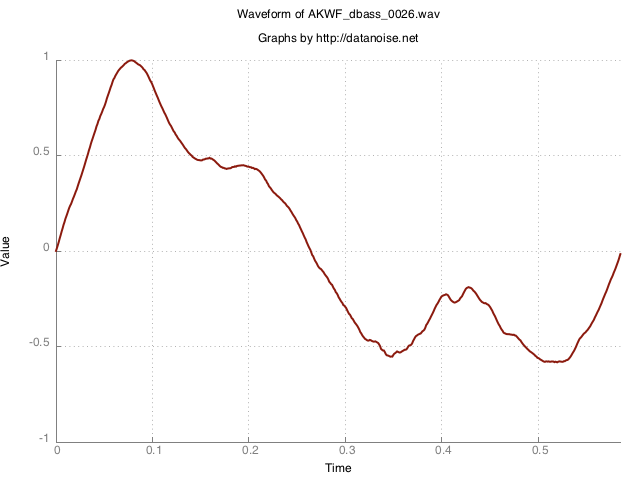 Waveform of AKWF_dbass_0026.wav
Graphs by http://datanoise.net
1
0.5
0
-0.5
-1
Value
0 0.1 0.2 0.3 0.4 0.5
Time